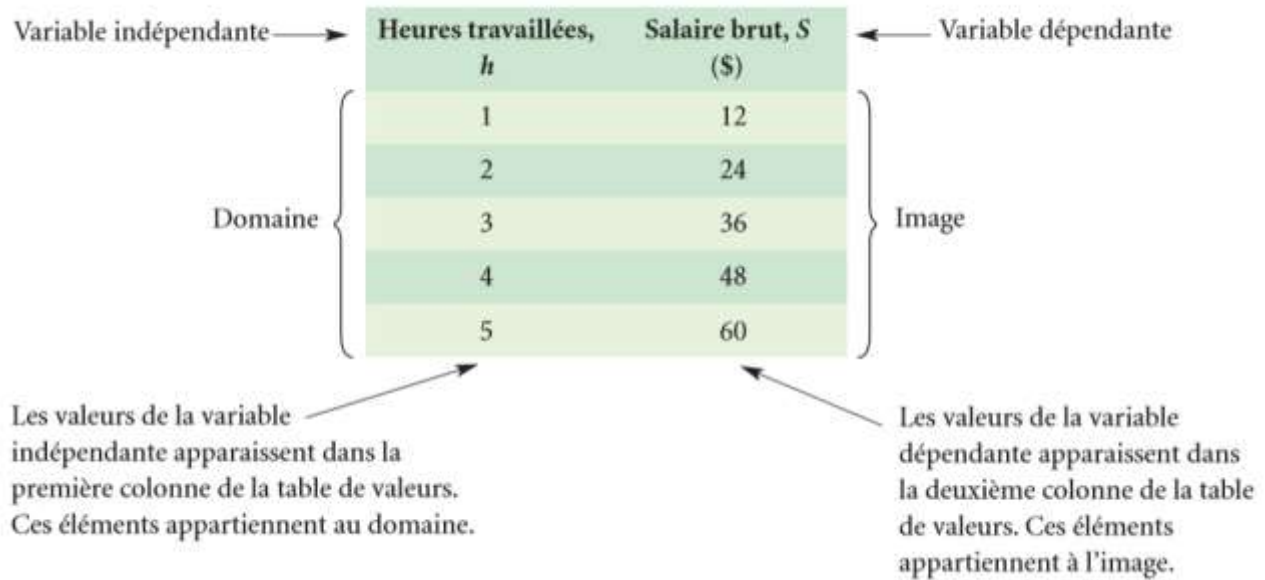 Variable indépendante
Heures travaillées, Salaire brut, S
h ($)
Variable dépendante
1 12
2 24
Domaine
3 36
Image
4 48
5 60
Les valeurs de la variable
indépendante apparaissent dans la
première colonne de la table de valeurs.
Ces éléments appartiennent au domaine.
Les valeurs de la variable
dépendante apparaissent dans
la deuxième colonne de la table
de valeurs. Ces éléments
appartiennent à l'image.